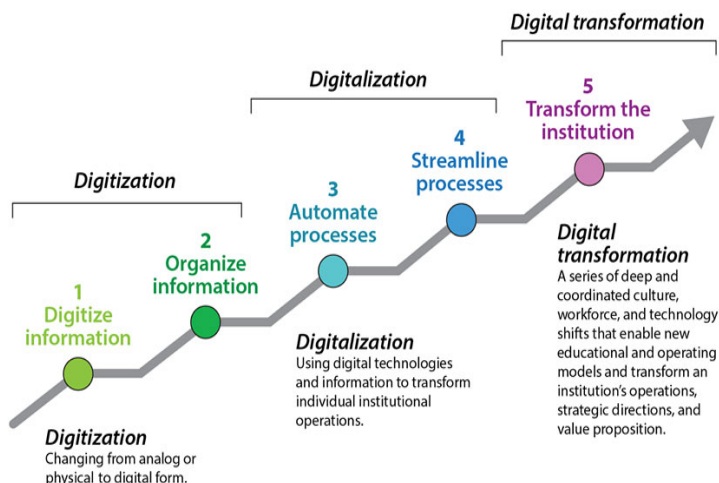 Digital transformation
Digitalization
Digitization
1
Digitize
information
2
Organize
information
3
Automate
processes
4
Streamline
processes
5
Transform the
institution
Digitization
Changing from analog or
physical to digital form.
Digitalization
Using digital technologies
and information to transform
individual institutional
operations.
Digital
transformation
A series of deep and
coordinated culture,
workforce, and technology
shifts that enable new
educational and operating
models and transform an
institution's operations,
strategic directions, and
value proposition.